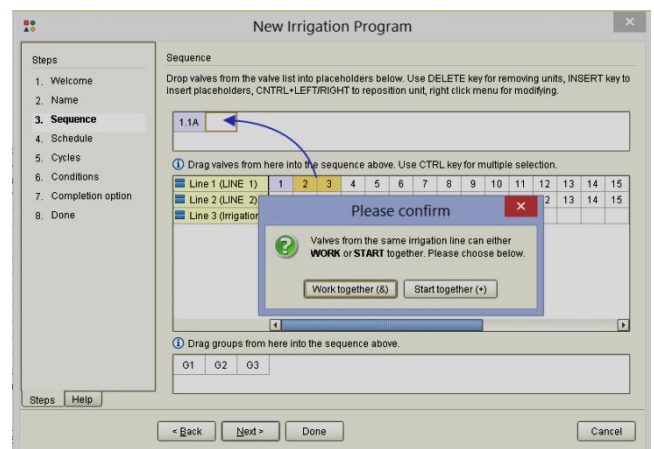 New Irrigation Program
Steps
1. Welcome
2. Name
3. Sequence
4. Schedule
5. Cycles
6. Conditions
7. Completion option
8. Done
Sequence
Drop valves from the valve list into placeholders below. Use DELETE key for removing units, INSERT key to
insert placeholders, CNTRL+LEFT/RIGHT to reposition unit, right click menu for modifying.
1.1A
Drag valves from here into the sequence above. Use CTRL key for multiple selection.
Line 1 (LINE 1) 1 2 3 4 5 6 7 8 9 10 11 12 13 14 15
Line 2 (LINE 2) 2 13 14 15
Line 3 (Irrigation
Please confirm
Valves from the same irrigation line can either
WORK or START together. Please choose below.
Work together (&) Start together (+)
Drag groups from here into the sequence above.
G1 G2 G3
Steps Help
< Back Next > Done Cancel